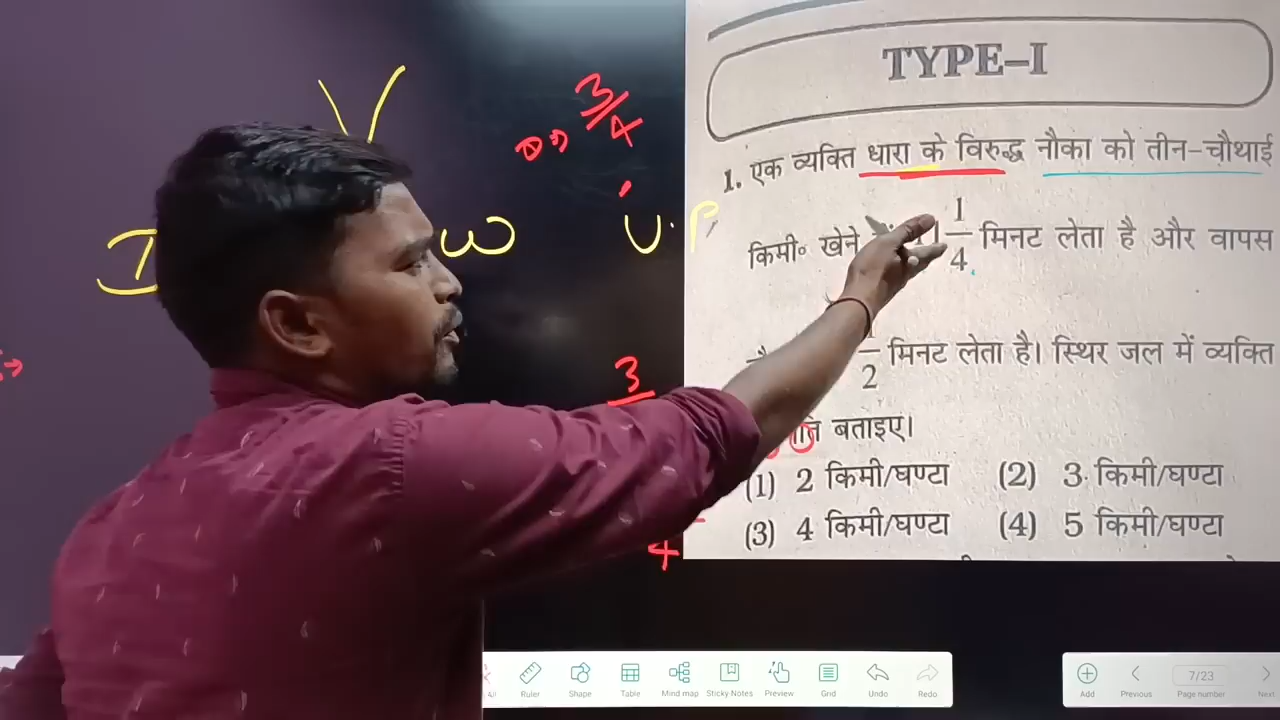 TYPE–I
1. एक व्यक्ति धारा के विरुद्ध नौका को तीन-चौथाई
किमी॰ खेने 1/4 मिनट लेता है और वापस
1/2 मिनट लेता है। स्थिर जल में व्यक्ति
बताइए।
(1) 2 किमी/घण्टा (2) 3 किमी/घण्टा
(3) 4 किमी/घण्टा (4) 5 किमी/घण्टा
V
I W
3/4
U.P
3
4
Ruler Shape Table Mind map Sticky Notes Preview Grid Undo Redo
Add Previous 7/23 Page number Next